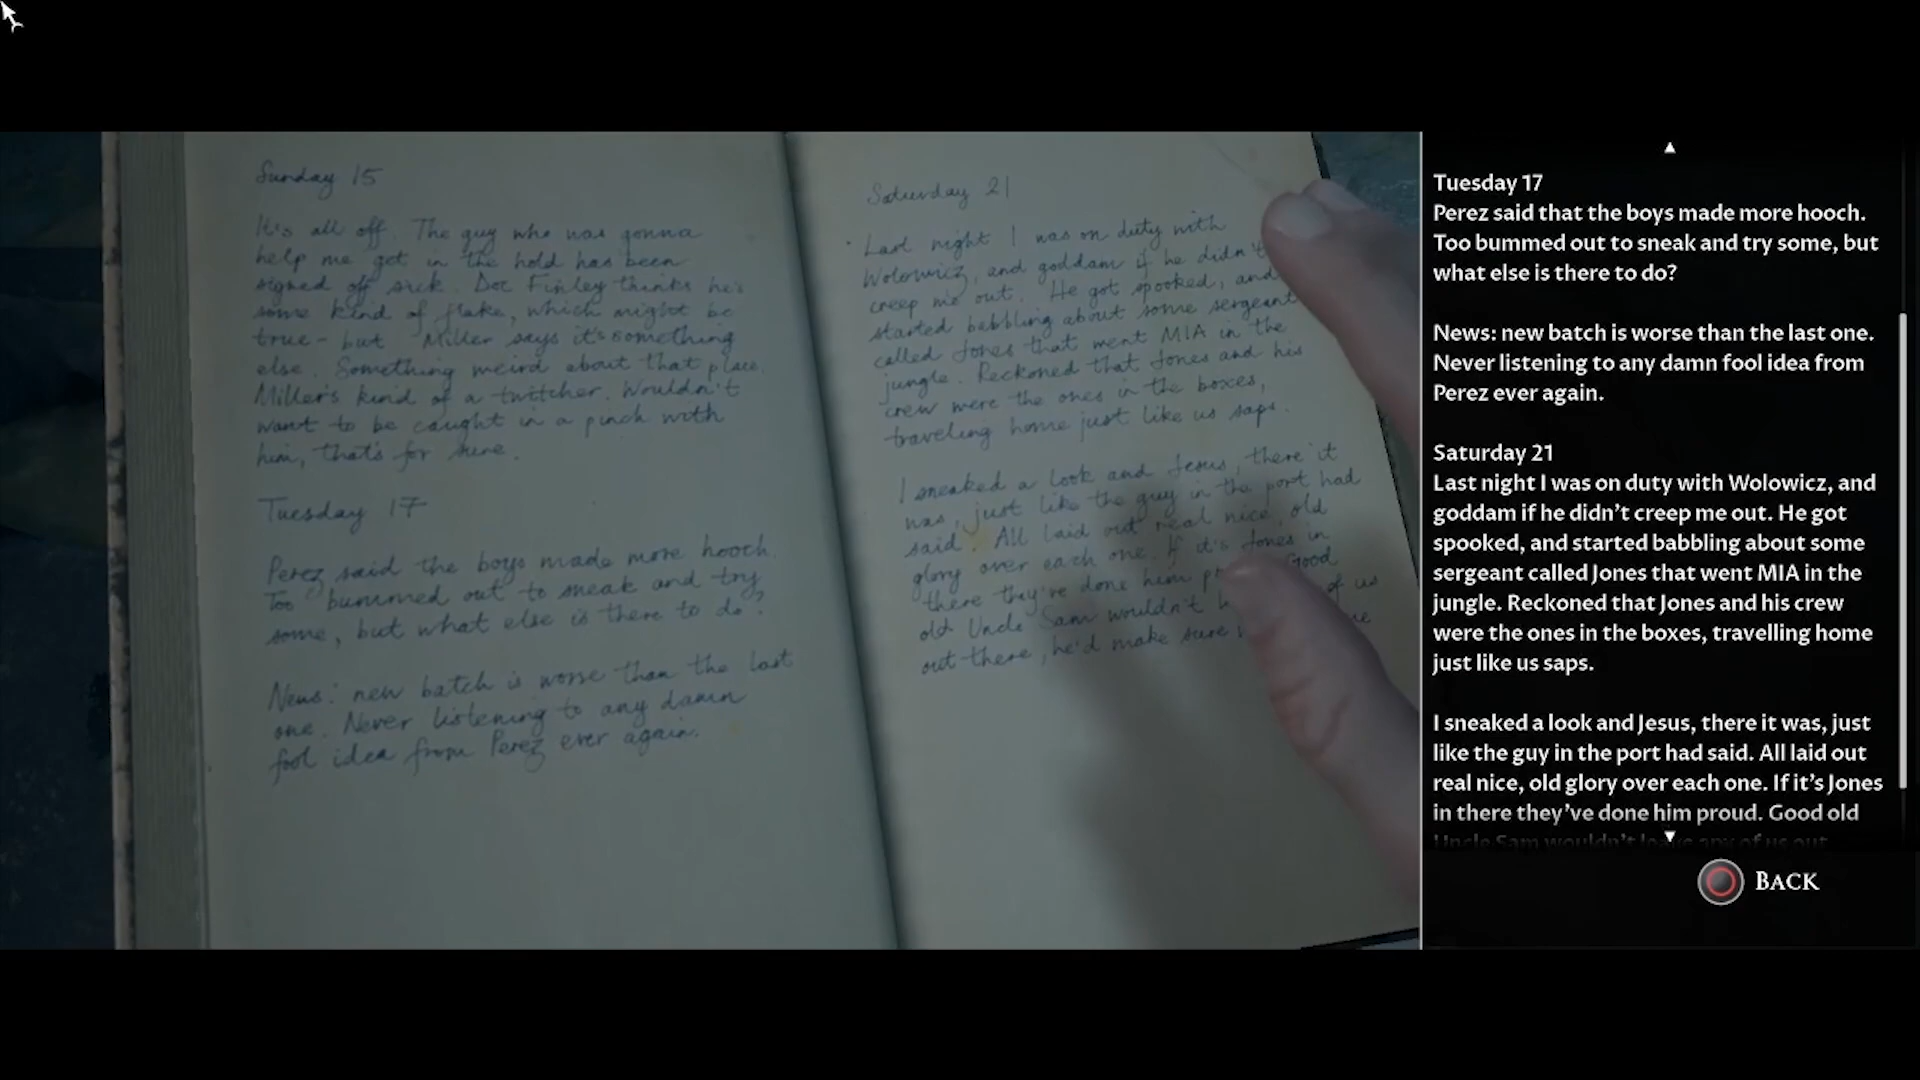 Sunday 15
It's all off. The guy who was gonna
help me get in the hold has been
signed off sick. Doc Finley thinks he's
some kind of flake, which might be
true - but Miller says it's something
else. Something weird about that place.
Miller's kind of a twitcher. Wouldn't
want to be caught in a pinch with
him, that's for sure.
Tuesday 17
Perez said the boys made more hooch.
Too bummed out to sneak and try
some, but what else is there to do?
News: new batch is worse than the last
one. Never listening to any damn
fool idea from Perez ever again.
Saturday 21
Last night I was on duty with
Wolowicz, and goddam if he didn't
creep me out. He got spooked, and
started babbling about some sergeant
called Jones that went MIA in the
jungle. Reckoned that Jones and his
crew were the ones in the boxes,
traveling home just like us saps.
I sneaked a look and Jesus, there it
was, just like the guy in the port had
said. All laid out real nice, old
glory over each one. If it's Jones in
there they've done him Good
old Uncle Sam wouldn't of us
out there, he'd make sure
Tuesday 17
Perez said that the boys made more hooch.
Too bummed out to sneak and try some, but
what else is there to do?
News: new batch is worse than the last one.
Never listening to any damn fool idea from
Perez ever again.
Saturday 21
Last night I was on duty with Wolowicz, and
goddam if he didn't creep me out. He got
spooked, and started babbling about some
sergeant called Jones that went MIA in the
jungle. Reckoned that Jones and his crew
were the ones in the boxes, travelling home
just like us saps.
I sneaked a look and Jesus, there it was, just
like the guy in the port had said. All laid out
real nice, old glory over each one. If it's Jones
in there they've done him proud. Good old
Uncle Sam wouldn't leave any of us out
BACK